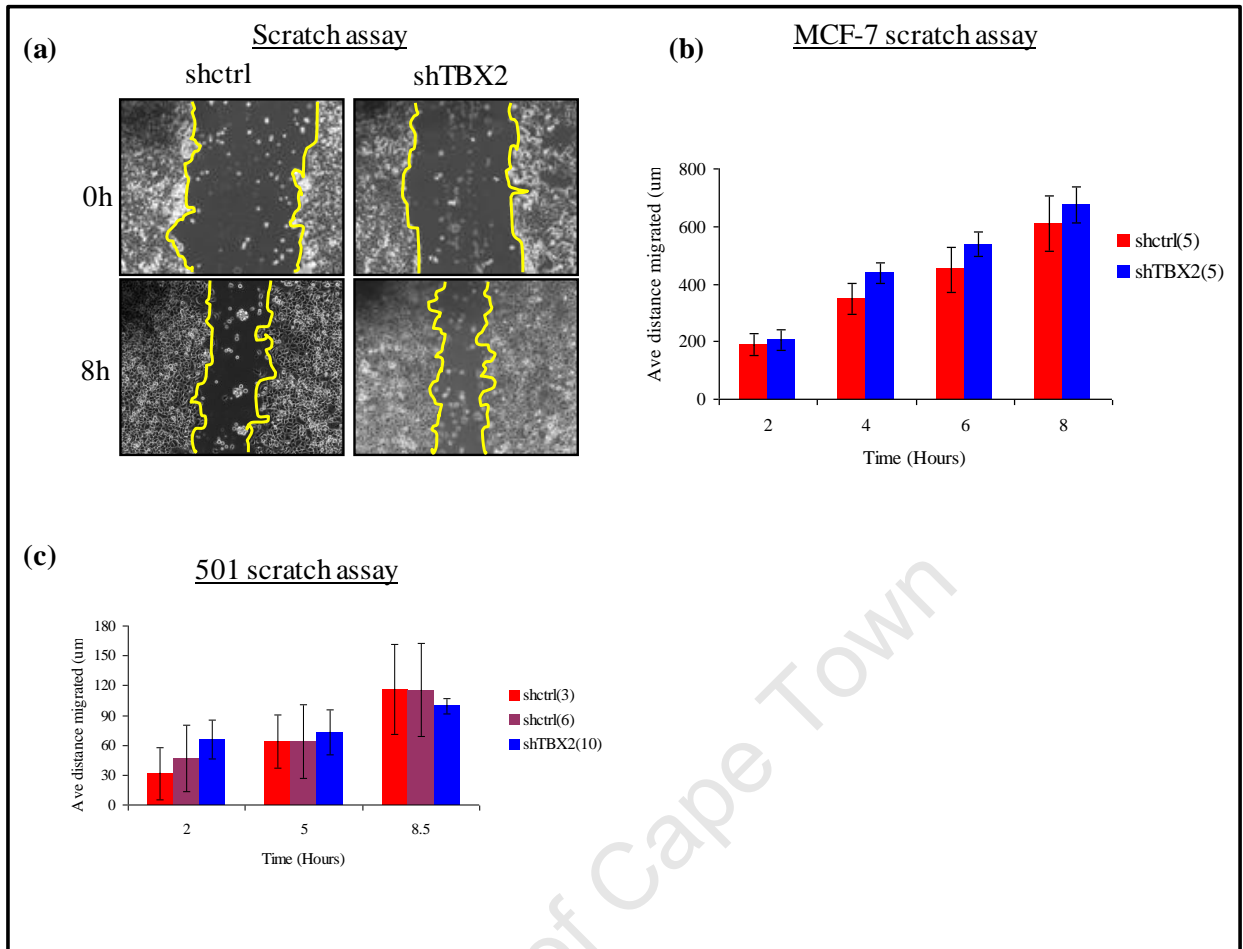 (a)
Scratch assay
shctrl shTBX2
0h
8h
(b)
MCF-7 scratch assay
800
600
400
200
0
Ave distance migrated (um
2 4 6 8
Time (Hours)
shctrl(5)
shTBX2(5)
(c)
501 scratch assay
180
150
120
90
60
30
0
Ave distance migrated (um
2 5 8.5
Time (Hours)
shctrl(3)
shctrl(6)
shTBX2(10)
of Cape Town